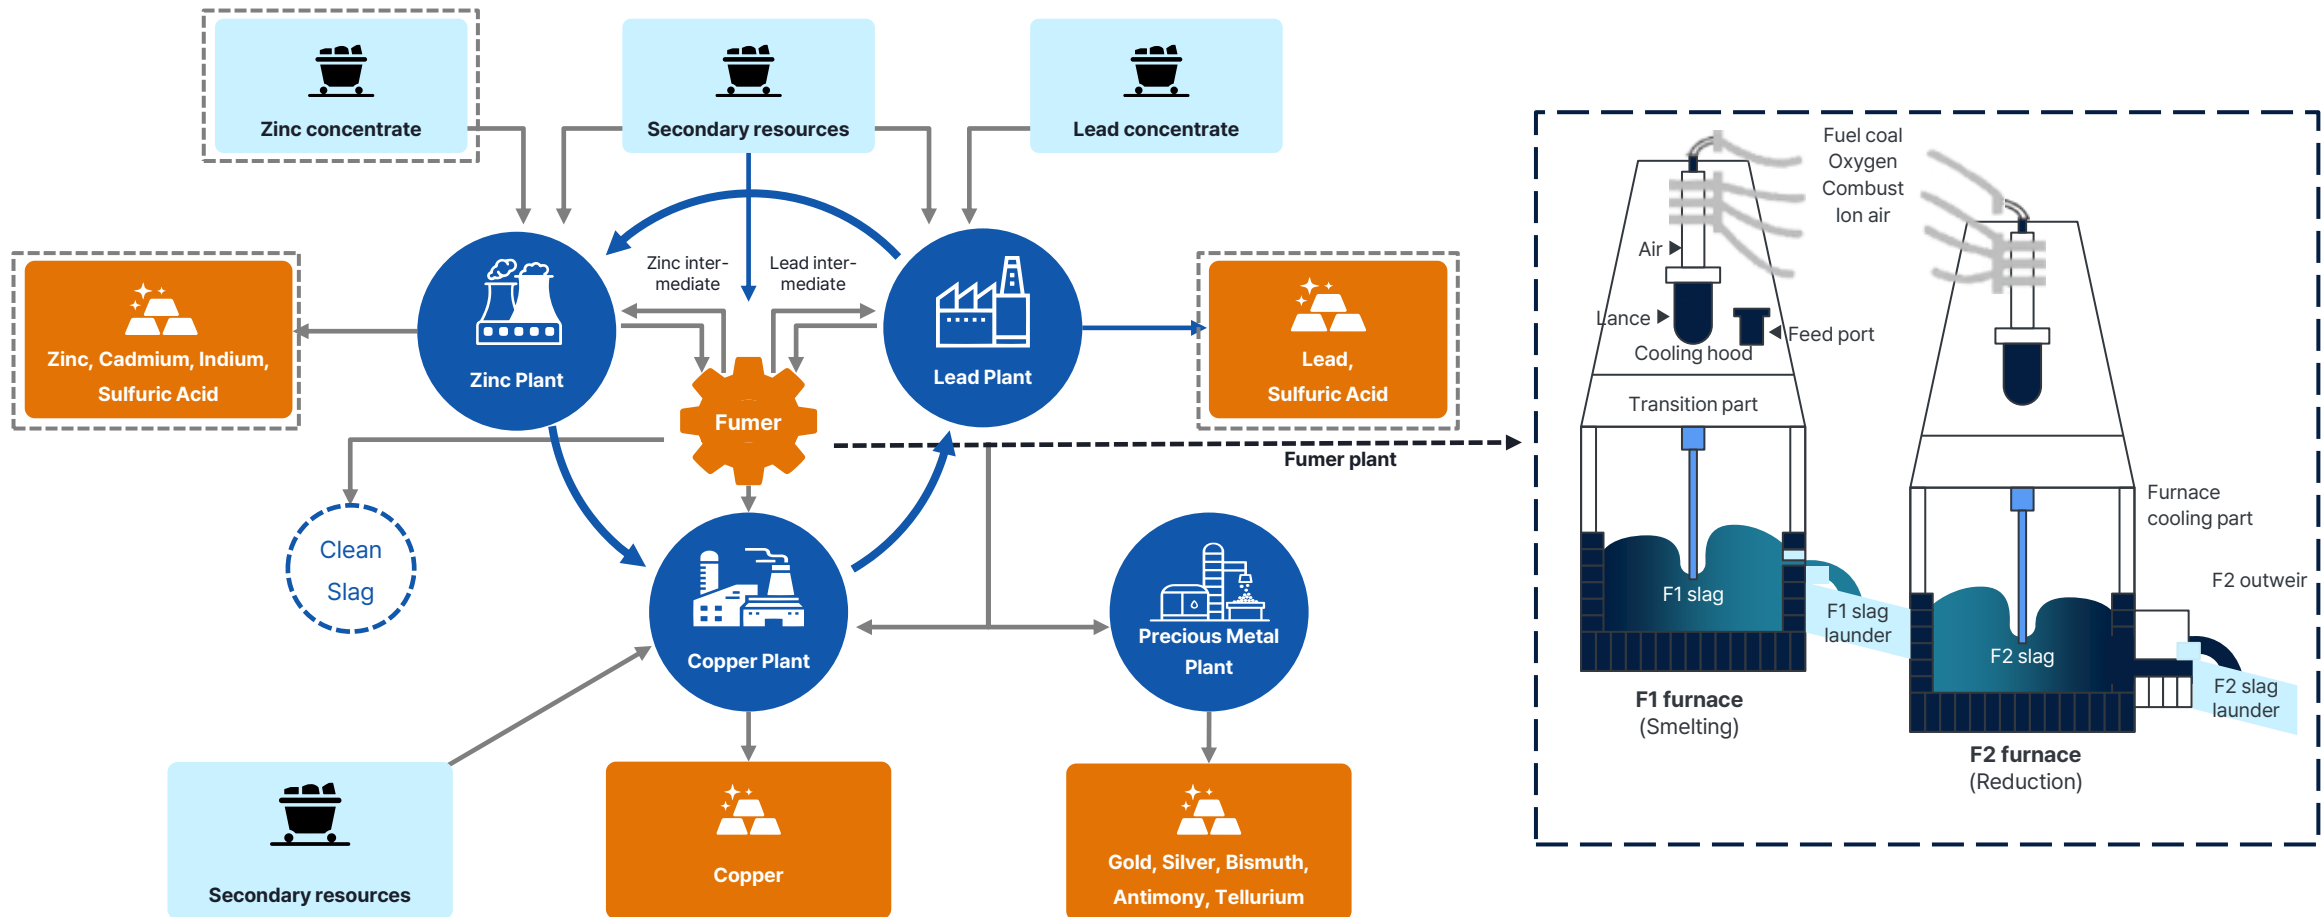 Zinc concentrate
Secondary resources
Lead concentrate
Zinc inter-
mediate
Lead inter-
mediate
Zinc, Cadmium, Indium,
Sulfuric Acid
Zinc Plant
Lead Plant
Lead,
Sulfuric Acid
Fumer
Fumer plant
Clean
Slag
Copper Plant
Precious Metal
Plant
Secondary resources
Copper
Gold, Silver, Bismuth,
Antimony, Tellurium
Fuel coal
Oxygen
Combust
Ion air
Air
Lance
Feed port
Cooling hood
Transition part
Furnace
cooling part
F2 outweir
F1 slag
F1 slag
launder
F2 slag
F2 slag
launder
F1 furnace
(Smelting)
F2 furnace
(Reduction)